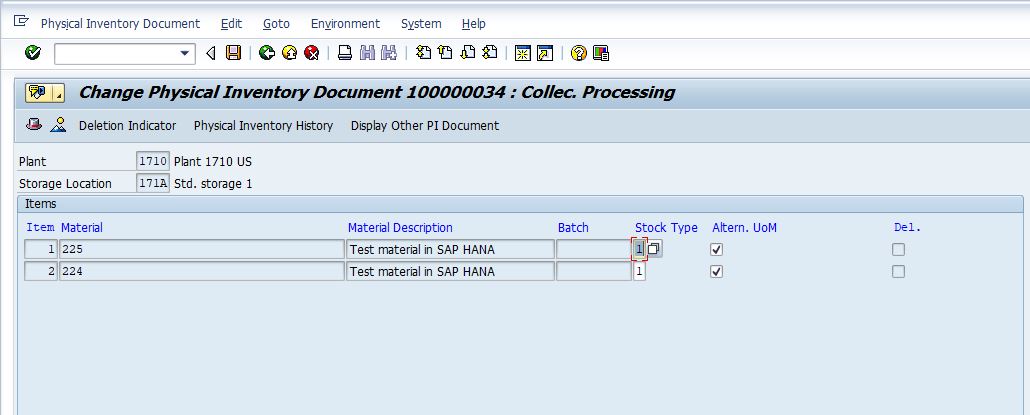 Physical Inventory Document Edit Goto Environment System Help
Change Physical Inventory Document 100000034 : Collec. Processing
Deletion Indicator Physical Inventory History Display Other PI Document
Plant 1710 Plant 1710 US
Storage Location 171A Std. storage 1
Items
Item Material Material Description Batch Stock Type Altern. UoM Del.
1 225 Test material in SAP HANA 1
2 224 Test material in SAP HANA 1